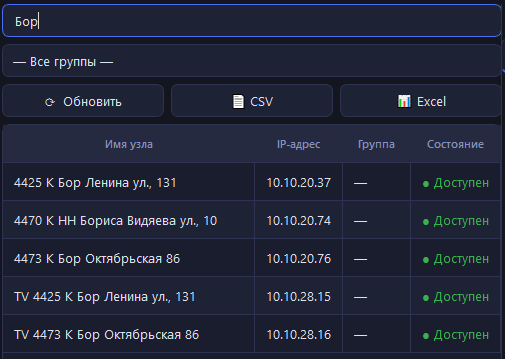 Бор
— Все группы —
⟳ Обновить 📄 CSV 📊 Excel
Имя узла IP-адрес Группа Состояние
4425 К Бор Ленина ул., 131 10.10.20.37 — ● Доступен
4470 К НН Бориса Видяева ул., 10 10.10.20.74 — ● Доступен
4473 К Бор Октябрьская 86 10.10.20.76 — ● Доступен
TV 4425 К Бор Ленина ул., 131 10.10.28.15 — ● Доступен
TV 4473 К Бор Октябрьская 86 10.10.28.16 — ● Доступен